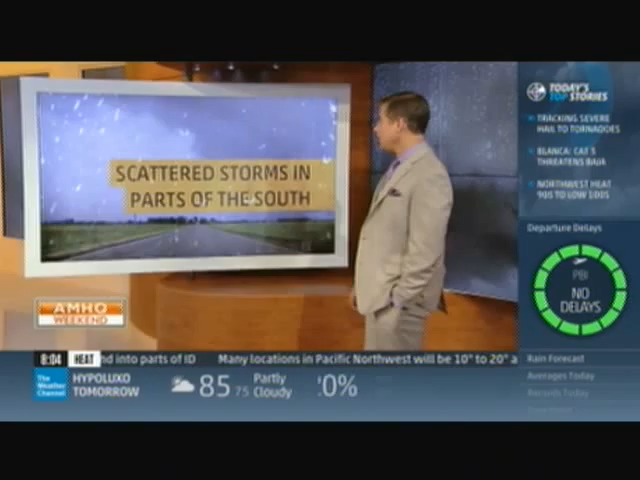 SCATTERED STORMS IN
PARTS OF THE SOUTH
TODAY'S
TOP STORIES
TRACKING SEVERE
HAIL TO TORNADOES
BLANCA: CAT 3
THREATENS BAJA
NORTHWEST HEAT
90S TO LOW 100S
Departure Delays
PBI
NO
DELAYS
AMHQ
WEEKEND
8:04 HEAT nd into parts of ID Many locations in Pacific Northwest will be 10° to 20° a
The
Weather
Channel
HYPOLUXO
TOMORROW
85 75 Partly
Cloudy
0%
Rain Forecast
Averages Today
Records Today